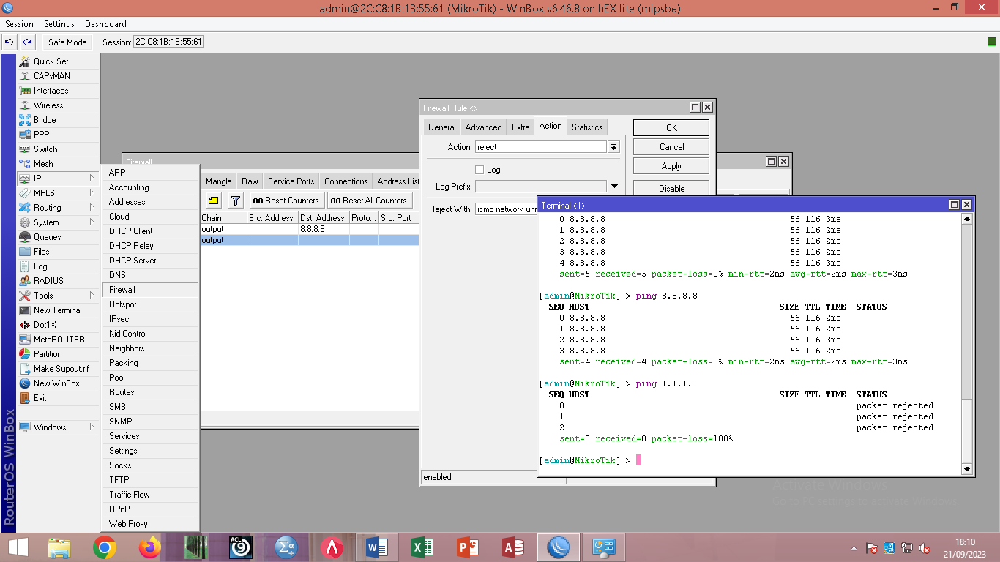 admin@2C:C8:1B:1B:55:61 (MikroTik) - WinBox v6.46.8 on hEX lite (mipsbe)
Session Settings Dashboard
Safe Mode Session: 2C:C8:1B:1B:55:61
Quick Set
CAPsMAN
Interfaces
Wireless
Bridge
PPP
Switch
Mesh
IP
MPLS
Routing
System
Queues
Files
Log
RADIUS
Tools
New Terminal
Dot1X
MetaROUTER
Partition
Make Supout.rif
New WinBox
Exit
Windows
RouterOS WinBox
ARP
Accounting
Addresses
Cloud
DHCP Client
DHCP Relay
DHCP Server
DNS
Firewall
Hotspot
IPsec
Kid Control
Neighbors
Packing
Pool
Routes
SMB
SNMP
Services
Settings
Socks
TFTP
Traffic Flow
UPnP
Web Proxy
Firewall
Mangle Raw Service Ports Connections Address List
00 Reset Counters 00 Reset All Counters
Chain Src. Address Dst. Address Proto... Src. Port
output 8.8.8.8
output
Firewall Rule <>
General Advanced Extra Action Statistics
Action: reject
Log
Log Prefix:
Reject With: icmp network
OK
Cancel
Apply
Disable
enabled
Terminal <1>
0 8.8.8.8 56 116 3ms
1 8.8.8.8 56 116 2ms
2 8.8.8.8 56 116 2ms
3 8.8.8.8 56 116 2ms
4 8.8.8.8 56 116 3ms
sent=5 received=5 packet-loss=0% min-rtt=2ms avg-rtt=2ms max-rtt=3ms
[admin@MikroTik] > ping 8.8.8.8
SEQ HOST SIZE TTL TIME STATUS
0 8.8.8.8 56 116 2ms
1 8.8.8.8 56 116 2ms
2 8.8.8.8 56 116 3ms
3 8.8.8.8 56 116 2ms
sent=4 received=4 packet-loss=0% min-rtt=2ms avg-rtt=2ms max-rtt=3ms
[admin@MikroTik] > ping 1.1.1.1
SEQ HOST SIZE TTL TIME STATUS
0 packet rejected
1 packet rejected
2 packet rejected
sent=3 received=0 packet-loss=100%
[admin@MikroTik] >
Activate Windows
Go to PC settings to activate Windows.
ACL
9
18:10
21/09/2023